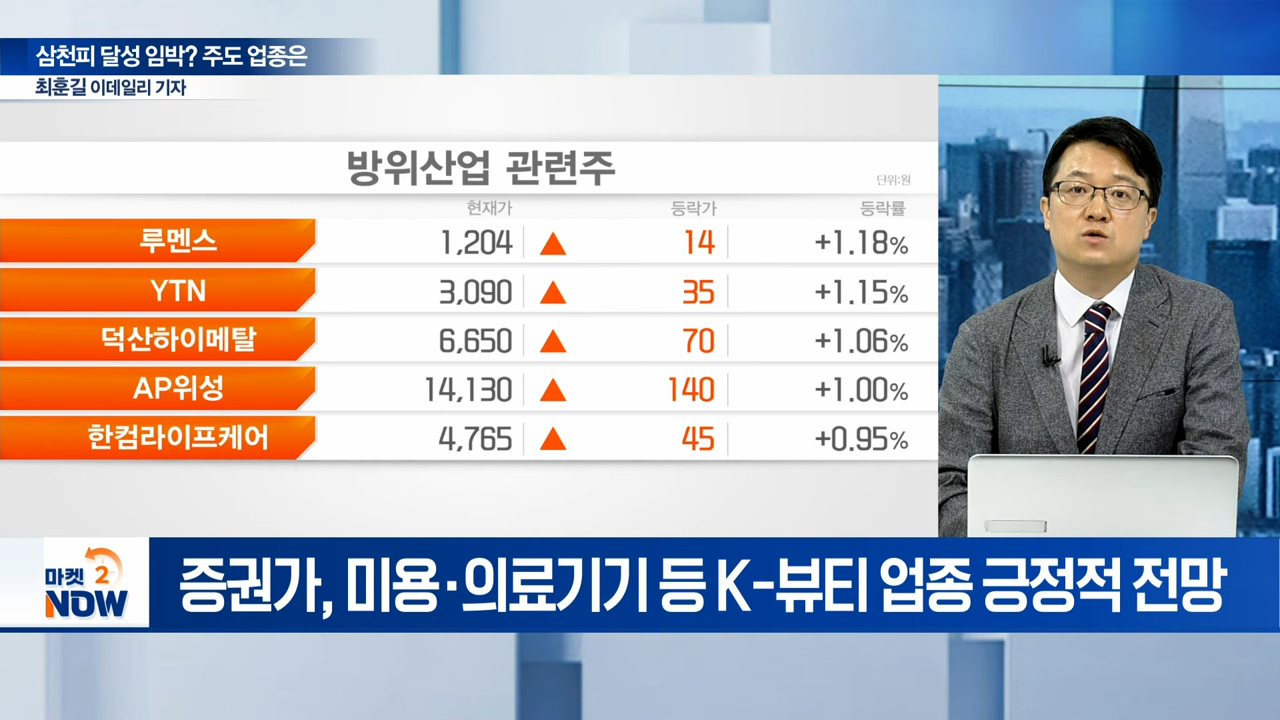 삼천피 달성 임박? 주도 업종은
최훈길 이데일리 기자
방위산업 관련주
단위:원
현재가 등락가 등락률
루멘스 1,204 ▲ 14 +1.18%
YTN 3,090 ▲ 35 +1.15%
덕산하이메탈 6,650 ▲ 70 +1.06%
AP위성 14,130 ▲ 140 +1.00%
한컴라이프케어 4,765 ▲ 45 +0.95%
마켓 2
NOW
증권가, 미용·의료기기 등 K-뷰티 업종 긍정적 전망